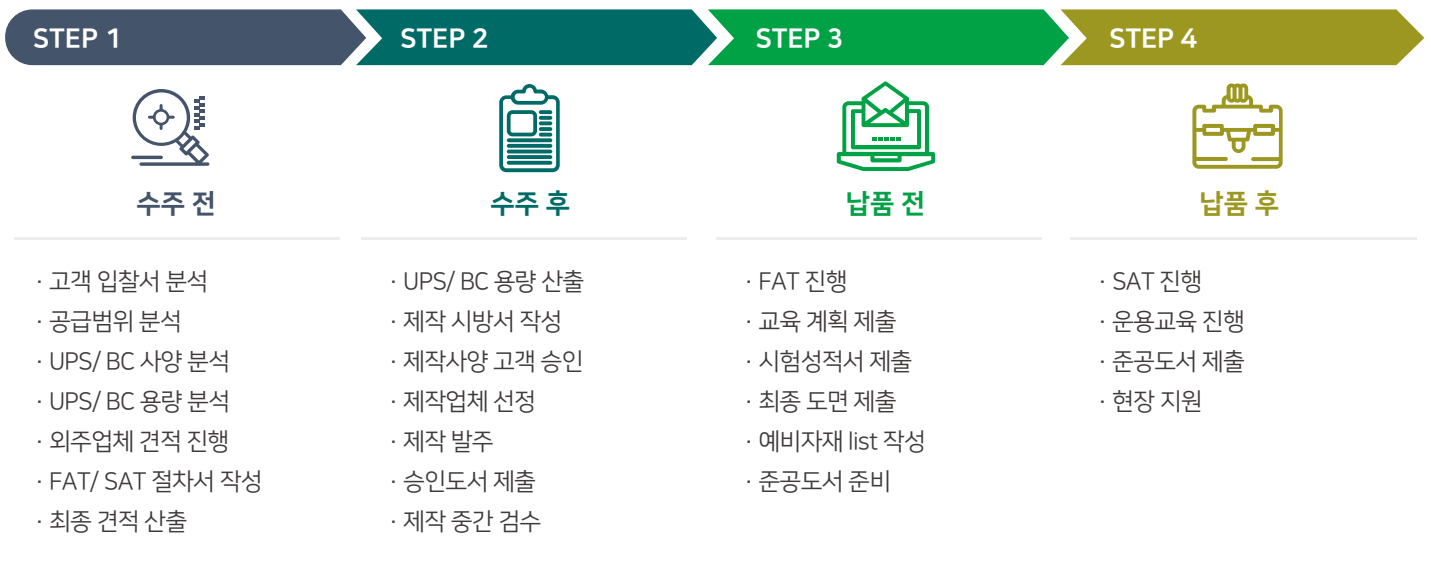 STEP 1
STEP 2
STEP 3
STEP 4
수주 전
수주 후
납품 전
납품 후
· 고객 입찰서 분석
· 공급범위 분석
· UPS/ BC 사양 분석
· UPS/ BC 용량 분석
· 외주업체 견적 진행
· FAT/ SAT 절차서 작성
· 최종 견적 산출
· UPS/ BC 용량 산출
· 제작 시방서 작성
· 제작사양 고객 승인
· 제작업체 선정
· 제작 발주
· 승인도서 제출
· 제작 중간 검수
· FAT 진행
· 교육 계획 제출
· 시험성적서 제출
· 최종 도면 제출
· 예비자재 list 작성
· 준공도서 준비
· SAT 진행
· 운용교육 진행
· 준공도서 제출
· 현장 지원